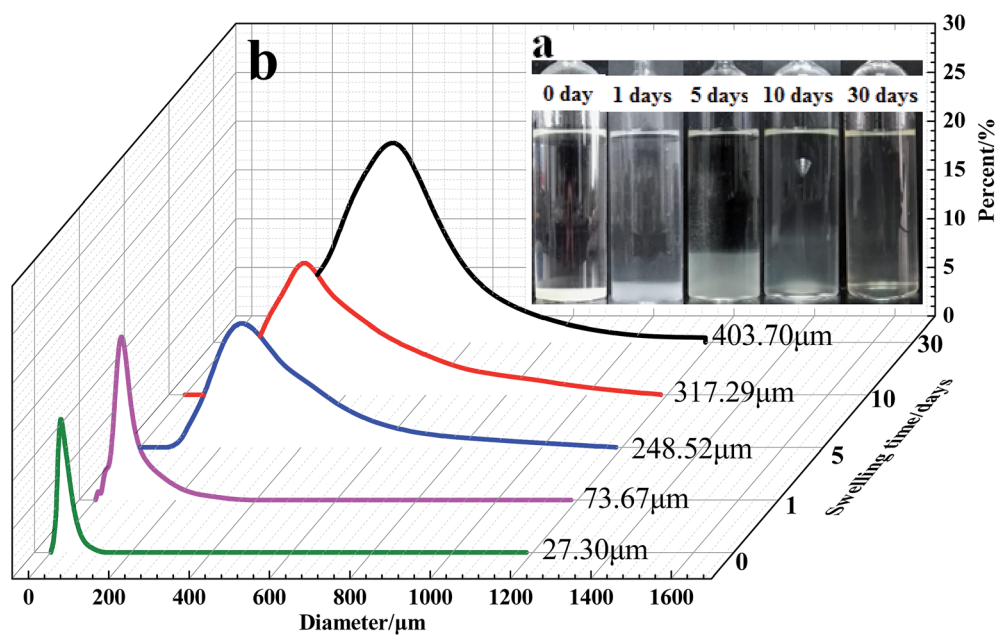 b
a
0 day 1 days 5 days 10 days 30 days
30
25
20
15
10
5
0
Percent/%
403.70μm
317.29μm
248.52μm
73.67μm
27.30μm
30
10
5
1
0
Swelling time/days
0 200 400 600 800 1000 1200 1400 1600
Diameter/μm